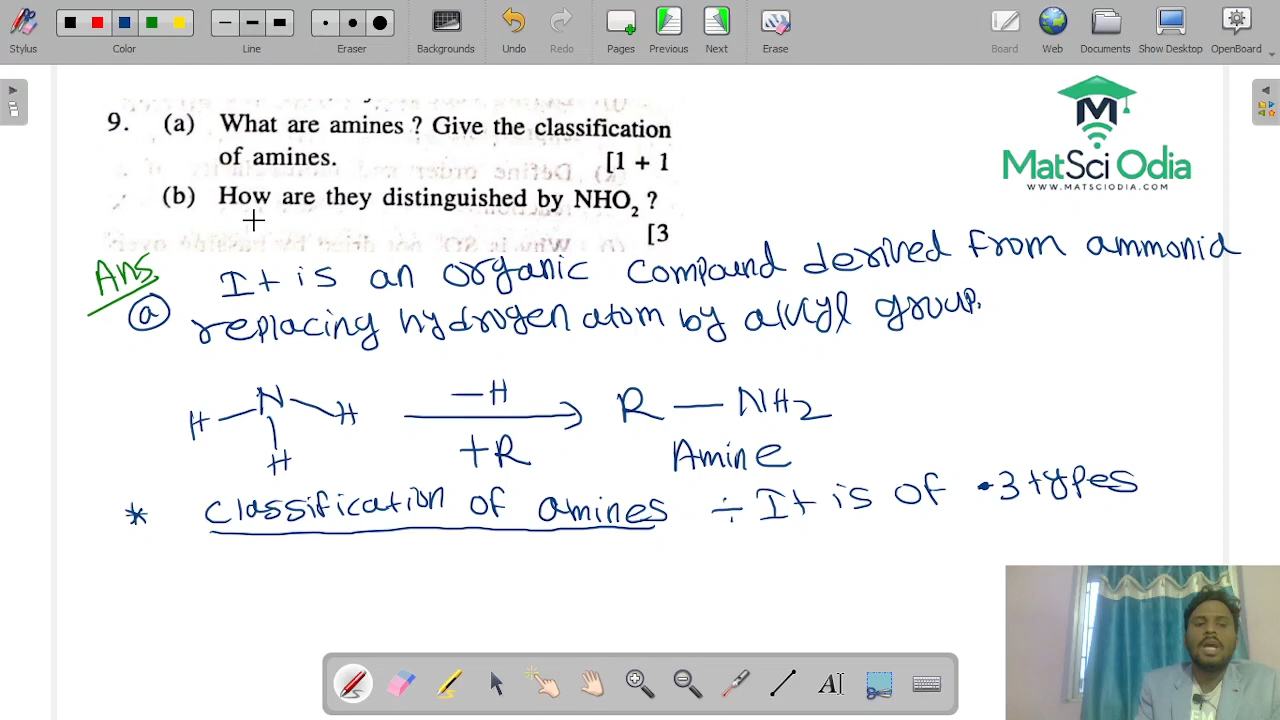 Stylus Color Line Eraser Backgrounds Undo Redo Pages Previous Next Erase Board Web Documents Show Desktop OpenBoard
9. (a) What are amines ? Give the classification
of amines. [1 + 1
(b) How are they distinguished by NHO2 ?
[3
M
MatSci Odia
WWW.MATSCIODIA.COM
Ans
(a) It is an organic compound derived from ammonia
replacing hydrogen atom by alkyl group.
H N H
H
—H
+R
R — NH2
Amine
* Classification of amines ÷ It is of 3 types
AI